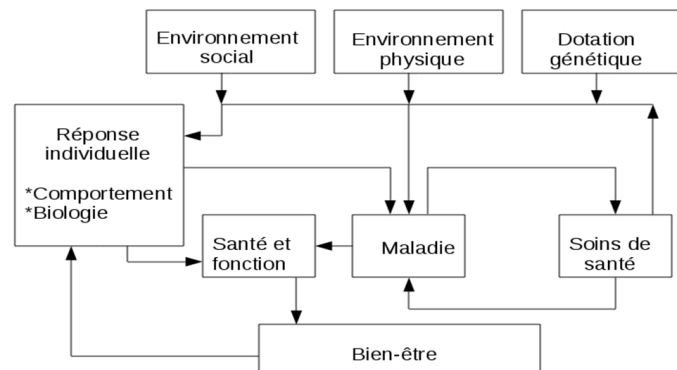 Environnement
social
Environnement
physique
Dotation
génétique
Réponse
individuelle
*Comportement
*Biologie
Santé et
fonction
Maladie
Soins de
santé
Bien-être